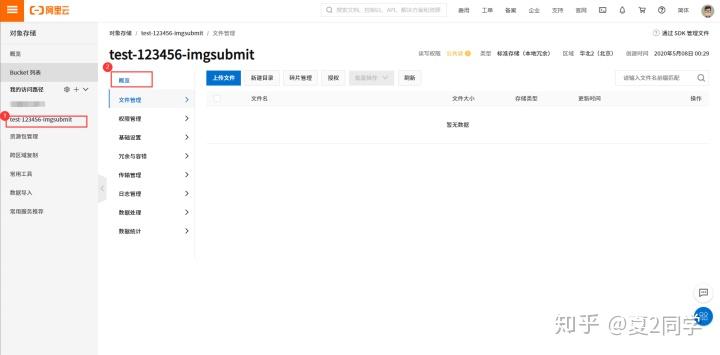 阿里云
搜索文档、控制台、API、解决方案和资源
费用 工单 备案 企业 支持 官网 简体
对象存储
对象存储 / test-123456-imgsubmit / 文件管理
通过 SDK 管理文件
概览
test-123456-imgsubmit
读写权限 公共读 类型 标准存储（本地冗余） 区域 华北2（北京） 创建时间 2020年5月08日 00:29
Bucket 列表
我的访问路径
1
test-123456-imgsubmit
资源包管理
跨区域复制
常用工具
数据导入
常用服务推荐
2
概览
文件管理
权限管理
基础设置
冗余与容错
传输管理
日志管理
数据处理
数据统计
上传文件 新建目录 碎片管理 授权 批量操作 刷新
请输入文件名前缀匹配
文件名 文件大小 存储类型 更新时间 操作
暂无数据
知乎 @夏2同学